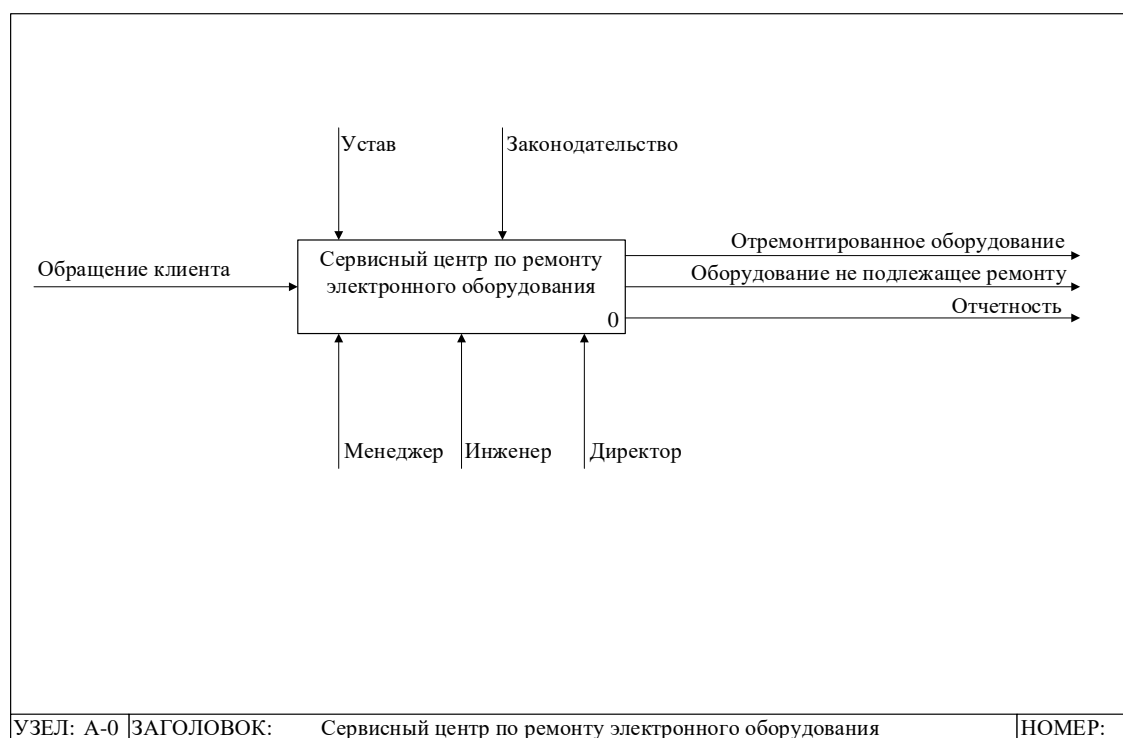 Устав
Законодательство
Обращение клиента
Сервисный центр по ремонту
электронного оборудования
0
Отремонтированное оборудование
Оборудование не подлежащее ремонту
Отчетность
Менеджер
Инженер
Директор
УЗЕЛ: А-0
ЗАГОЛОВОК:
Сервисный центр по ремонту электронного оборудования
НОМЕР: